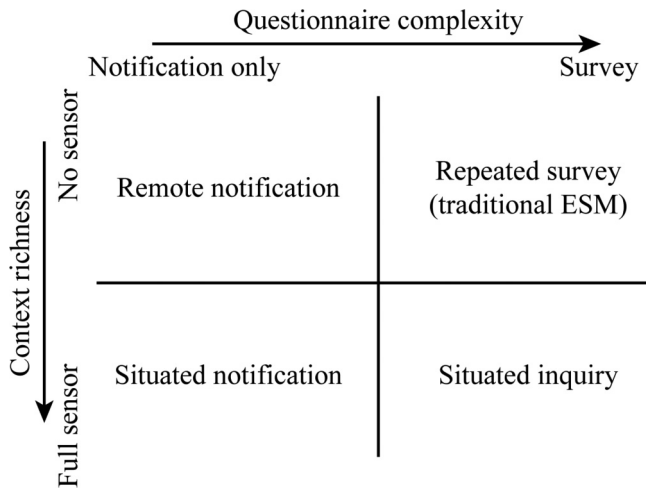 Questionnaire complexity
Notification only
Survey
No sensor
Context richness
Full sensor
Remote notification
Repeated survey
(traditional ESM)
Situated notification
Situated inquiry